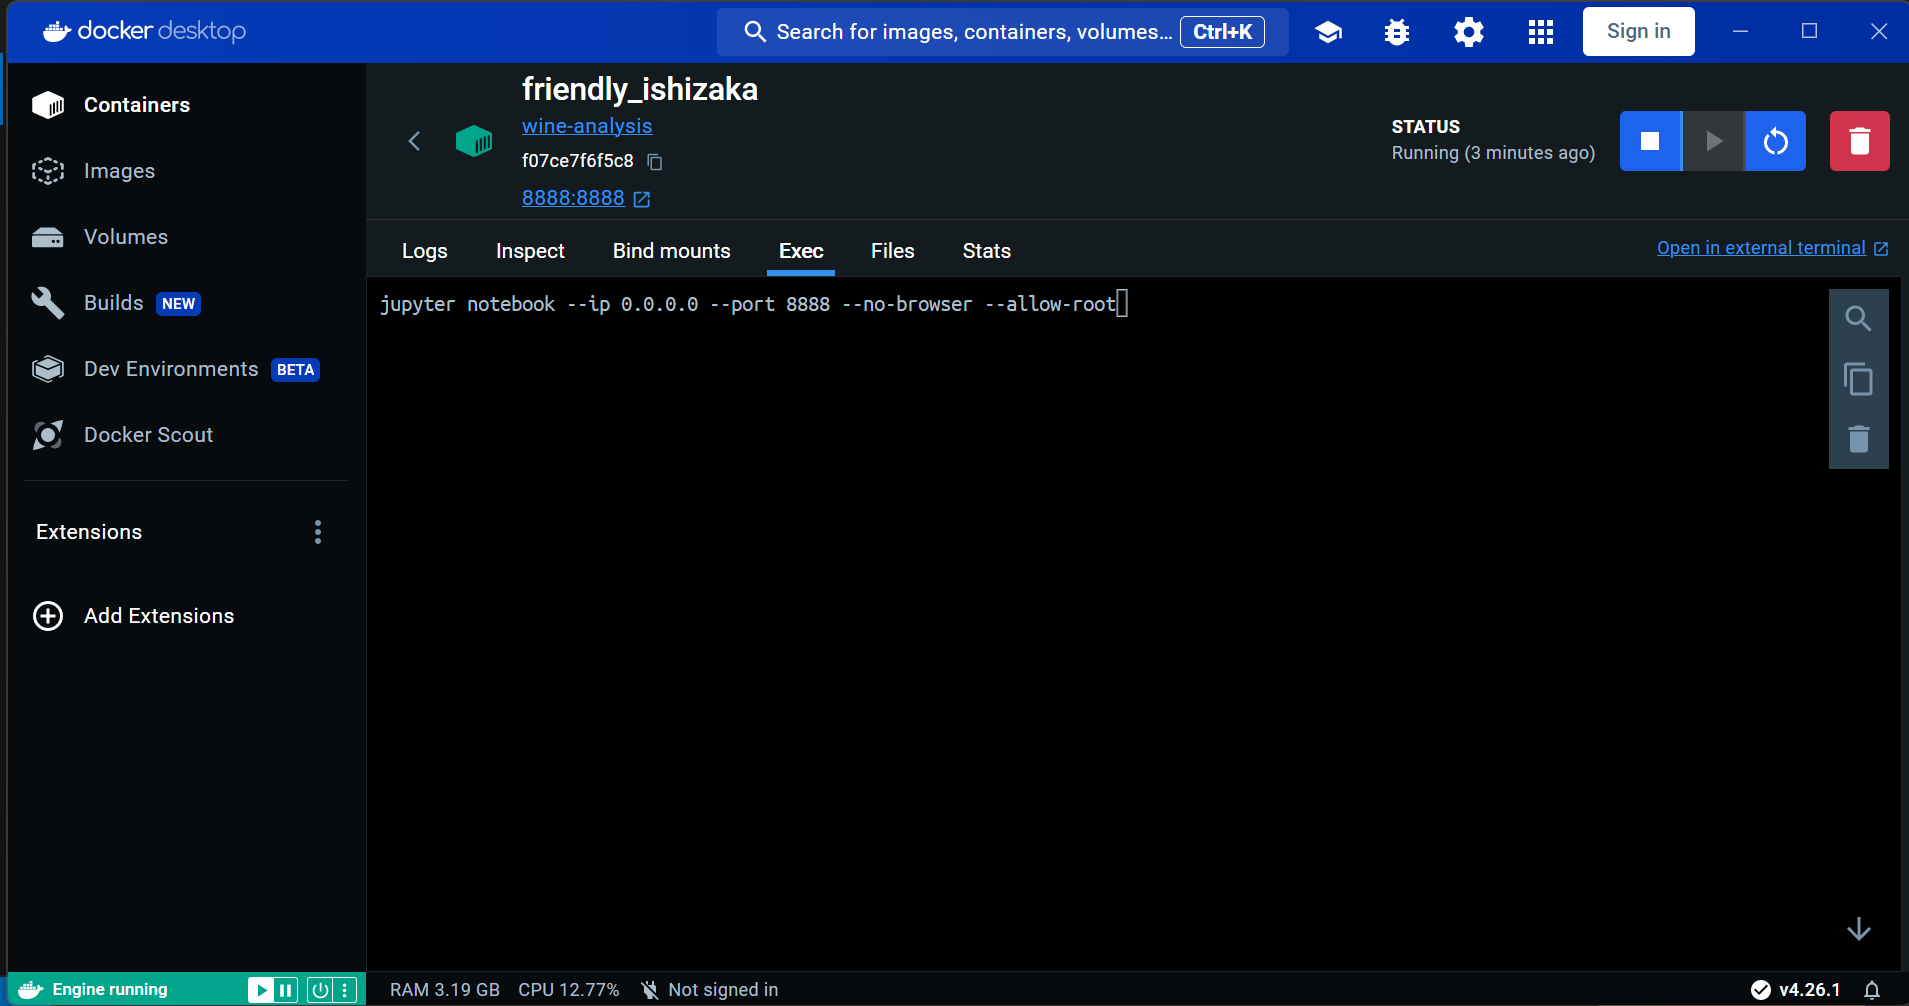 docker desktop
Search for images, containers, volumes... Ctrl+K
Sign in
Containers
Images
Volumes
Builds NEW
Dev Environments BETA
Docker Scout
Extensions
Add Extensions
friendly_ishizaka
wine-analysis
f07ce7f6f5c8
8888:8888
STATUS
Running (3 minutes ago)
Logs Inspect Bind mounts Exec Files Stats
Open in external terminal
jupyter notebook --ip 0.0.0.0 --port 8888 --no-browser --allow-root
Engine running
RAM 3.19 GB CPU 12.77% Not signed in
v4.26.1